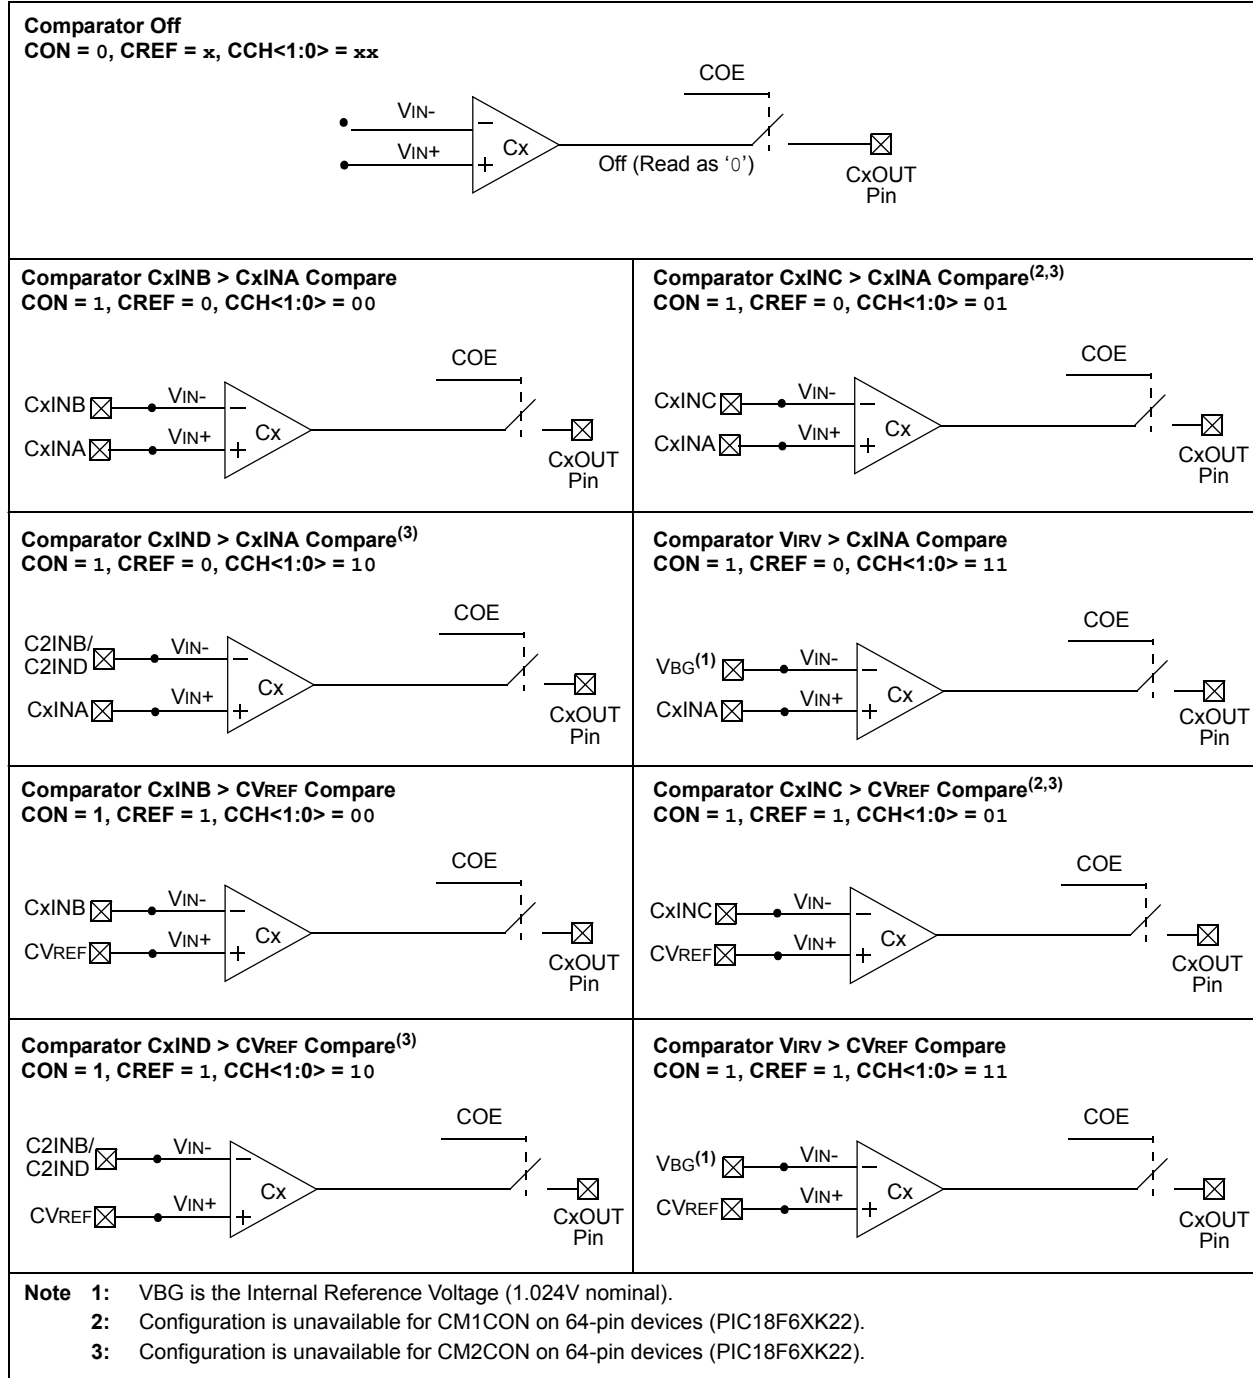 Comparator Off
CON = 0, CREF = x, CCH<1:0> = xx
COE
VIN-
VIN+
Cx
Off (Read as ‘0’)
CxOUT
Pin
Comparator CxINB > CxINA Compare
CON = 1, CREF = 0, CCH<1:0> = 00
COE
CxINB
VIN-
CxINA
VIN+
Cx
CxOUT
Pin
Comparator CxINC > CxINA Compare(2,3)
CON = 1, CREF = 0, CCH<1:0> = 01
COE
CxINC
VIN-
CxINA
VIN+
Cx
CxOUT
Pin
Comparator CxIND > CxINA Compare(3)
CON = 1, CREF = 0, CCH<1:0> = 10
COE
C2INB/
C2IND
VIN-
CxINA
VIN+
Cx
CxOUT
Pin
Comparator VIRV > CxINA Compare
CON = 1, CREF = 0, CCH<1:0> = 11
COE
VBG(1)
VIN-
CxINA
VIN+
Cx
CxOUT
Pin
Comparator CxINB > CVREF Compare
CON = 1, CREF = 1, CCH<1:0> = 00
COE
CxINB
VIN-
CVREF
VIN+
Cx
CxOUT
Pin
Comparator CxINC > CVREF Compare(2,3)
CON = 1, CREF = 1, CCH<1:0> = 01
COE
CxINC
VIN-
CVREF
VIN+
Cx
CxOUT
Pin
Comparator CxIND > CVREF Compare(3)
CON = 1, CREF = 1, CCH<1:0> = 10
COE
C2INB/
C2IND
VIN-
CVREF
VIN+
Cx
CxOUT
Pin
Comparator VIRV > CVREF Compare
CON = 1, CREF = 1, CCH<1:0> = 11
COE
VBG(1)
VIN-
CVREF
VIN+
Cx
CxOUT
Pin
Note 1: VBG is the Internal Reference Voltage (1.024V nominal).
2: Configuration is unavailable for CM1CON on 64-pin devices (PIC18F6XK22).
3: Configuration is unavailable for CM2CON on 64-pin devices (PIC18F6XK22).